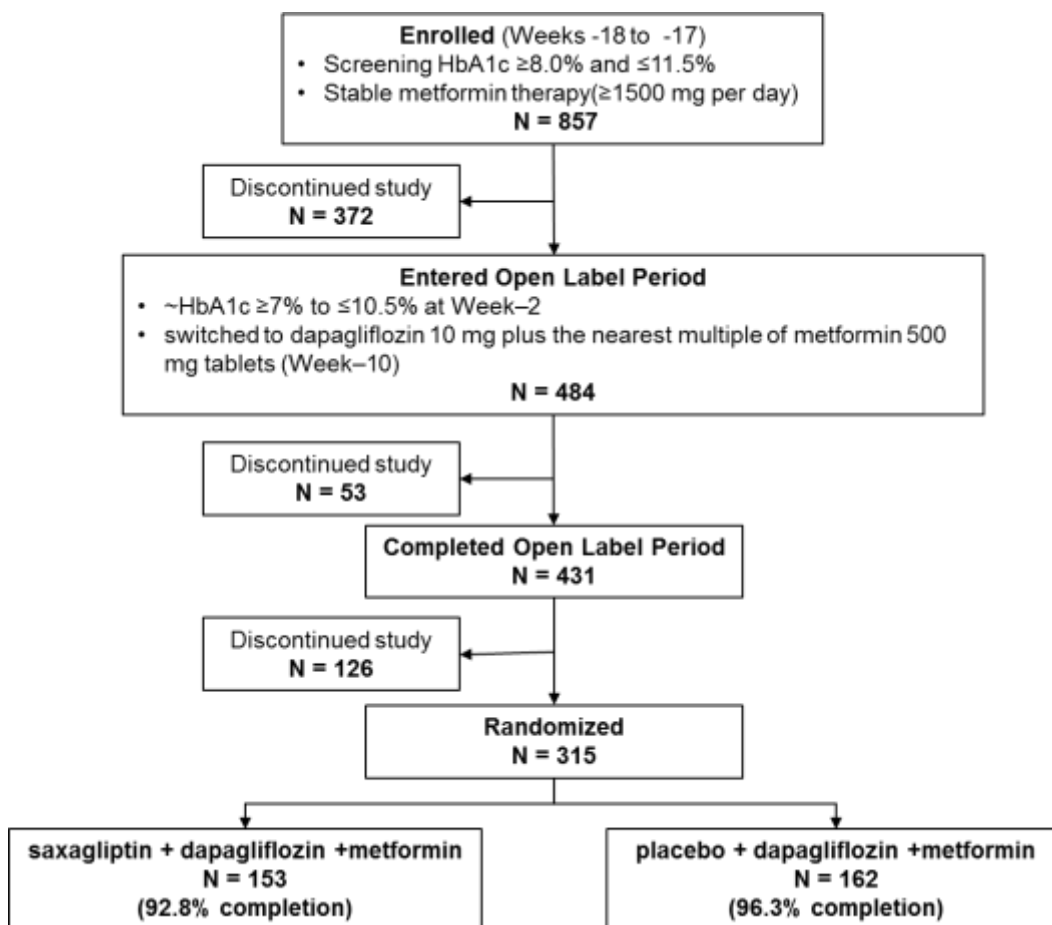 Enrolled (Weeks -18 to -17)
• Screening HbA1c ≥8.0% and ≤11.5%
• Stable metformin therapy(≥1500 mg per day)
N = 857
Discontinued study
N = 372
Entered Open Label Period
• ~HbA1c ≥7% to ≤10.5% at Week–2
• switched to dapagliflozin 10 mg plus the nearest multiple of metformin 500
mg tablets (Week–10)
N = 484
Discontinued study
N = 53
Completed Open Label Period
N = 431
Discontinued study
N = 126
Randomized
N = 315
saxagliptin + dapagliflozin +metformin
N = 153
(92.8% completion)
placebo + dapagliflozin +metformin
N = 162
(96.3% completion)